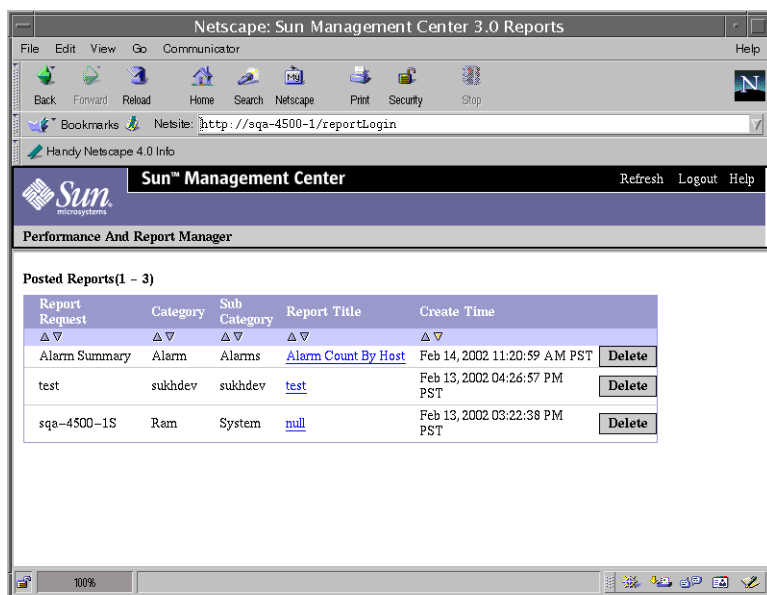 Netscape: Sun Management Center 3.0 Reports
File Edit View Go Communicator Help
Back Forward Reload Home Search Netscape Print Security Stop
My
N
Bookmarks Netsite: http://sqa-4500-1/reportLogin
Handy Netscape 4.0 Info
Sun™ Management Center Refresh Logout Help
Sun
microsystems
Performance And Report Manager
Posted Reports(1 – 3)
Report Request Category Sub Category Report Title Create Time
Alarm Summary Alarm Alarms Alarm Count By Host Feb 14, 2002 11:20:59 AM PST Delete
test sukhdev sukhdev test Feb 13, 2002 04:26:57 PM PST Delete
sqa–4500–1S Ram System null Feb 13, 2002 03:22:38 PM PST Delete
100%